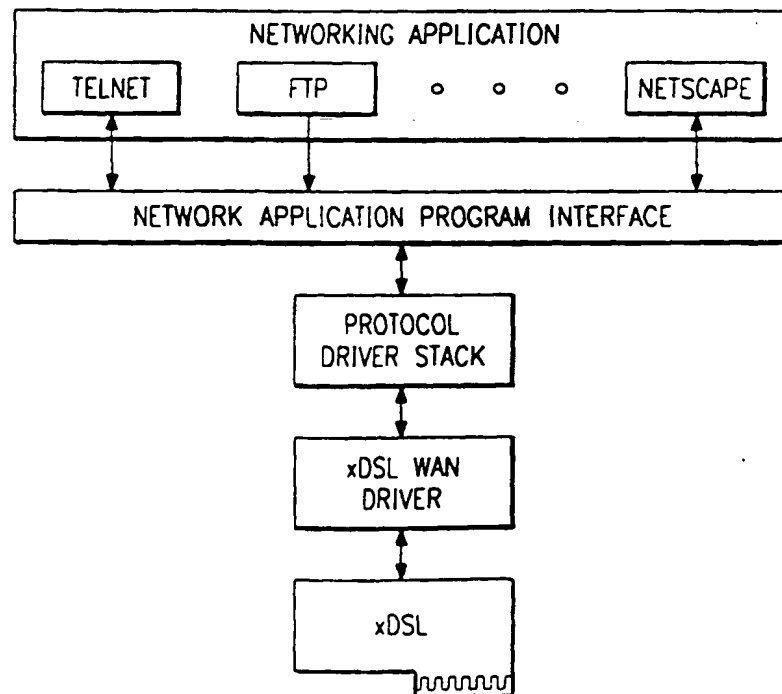 NETWORKING APPLICATION
TELNET
FTP
NETSCAPE
NETWORK APPLICATION PROGRAM INTERFACE
PROTOCOL
DRIVER STACK
xDSL WAN
DRIVER
xDSL